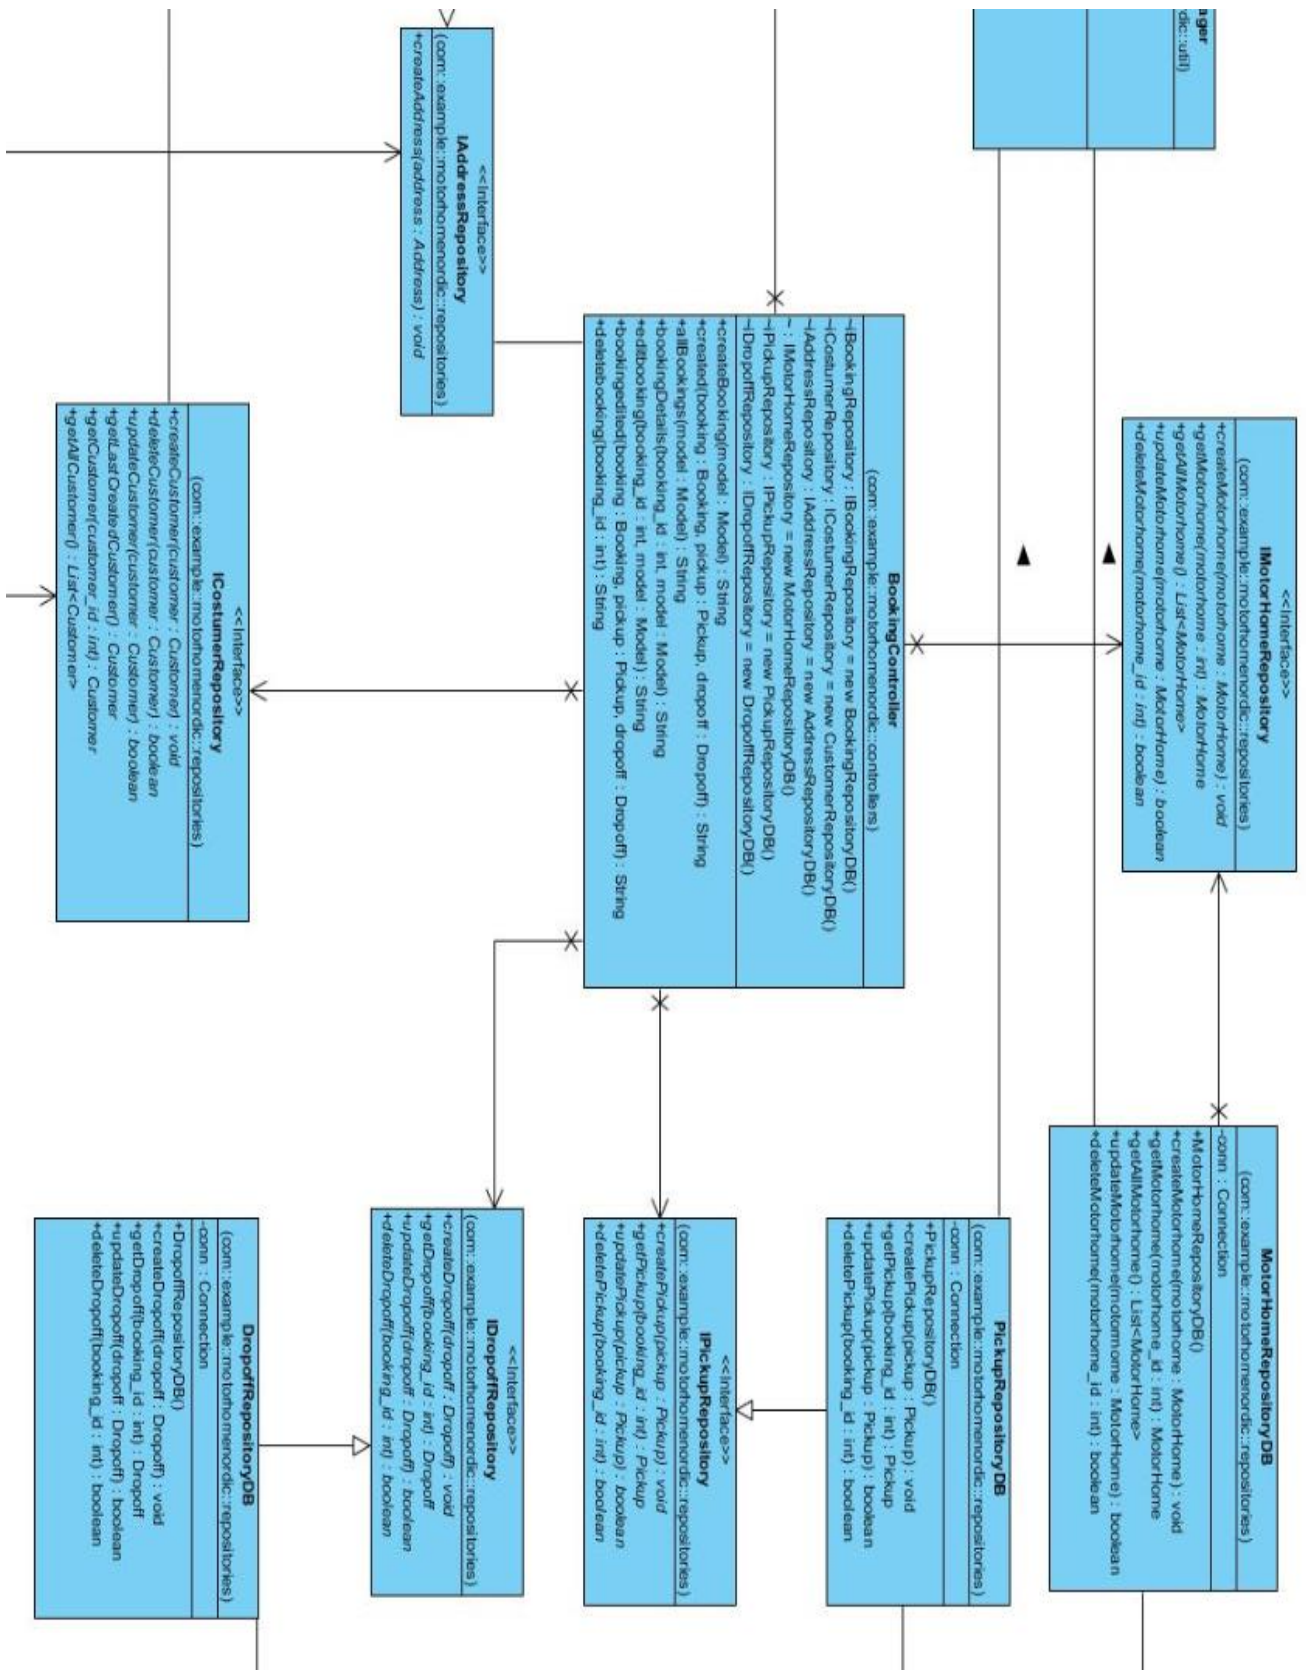 ager
dic::util)
<<Interface>>
IMotorHomeRepository
(com::example::motorhomenordic::repositories)
+createMotorhome(motorhome : MotorHome) : void
+getMotorhome(motorhome : int) : MotorHome
+getAllMotorhome() : List<MotorHome>
+updateMotorhome(motorhome : MotorHome) : boolean
+deleteMotorhome(motorhome_id : int) : boolean
MotorHomeRepositoryDB
(com::example::motorhomenordic::repositories)
-conn : Connection
+MotorHomeRepositoryDB()
+createMotorhome(motorhome : MotorHome) : void
+getMotorhome(motorhome_id : int) : MotorHome
+getAllMotorhome() : List<MotorHome>
+updateMotorhome(motormome : MotorHome) : boolean
+deleteMotorhome(motorhome_id : int) : boolean
BookingController
(com::example::motorhomenordic::controllers)
~iBookingRepository : IBookingRepository = new BookingRepositoryDB()
~iCostumerRepository : ICostumerRepository = new CustomerRepositoryDB()
~iAddressRepository : IAddressRepository = new AddressRepositoryDB()
~ : IMotorHomeRepository = new MotorHomeRepositoryDB()
~iPickupRepository : IPickupRepository = new PickupRepositoryDB()
~iDropoffRepository : IDropoffRepository = new DropoffRepositoryDB()
+createBooking(model : Model) : String
+created(booking : Booking, pickup : Pickup, dropoff : Dropoff) : String
+allBookings(model : Model) : String
+bookingDetails(booking_id : int, model : Model) : String
+editbooking(booking_id : int, model : Model) : String
+bookingedited(booking : Booking, pickup : Pickup, dropoff : Dropoff) : String
+deletebooking(booking_id : int) : String
PickupRepositoryDB
(com::example::motorhomenordic::repositories)
-conn : Connection
+PickupRepositoryDB()
+createPickup(pickup : Pickup) : void
+getPickup(booking_id : int) : Pickup
+updatePickup(pickup : Pickup) : boolean
+deletePickup(booking_id : int) : boolean
<<Interface>>
IPickupRepository
(com::example::motorhomenordic::repositories)
+createPickup(pickup : Pickup) : void
+getPickup(booking_id : int) : Pickup
+updatePickup(pickup : Pickup) : boolean
+deletePickup(booking_id : int) : boolean
<<Interface>>
IAddressRepository
(com::example::motorhomenordic::repositories)
+createAddress(address : Address) : void
<<Interface>>
IDropoffRepository
(com::example::motorhomenordic::repositories)
+createDropoff(dropoff : Dropoff) : void
+getDropoff(booking_id : int) : Dropoff
+updateDropoff(dropoff : Dropoff) : boolean
+deleteDropoff(booking_id : int) : boolean
<<Interface>>
ICostumerRepository
(com::example::motorhomenordic::repositories)
+createCustomer(customer : Customer) : void
+deleteCustomer(customer : Customer) : boolean
+updateCustomer(customer : Customer) : boolean
+getLastCreatedCustomer() : Customer
+getCustomer(customer_id : int) : Customer
+getAllCustomer() : List<Customer>
DropoffRepositoryDB
(com::example::motorhomenordic::repositories)
-conn : Connection
+DropoffRepositoryDB()
+createDropoff(dropoff : Dropoff) : void
+getDropoff(booking_id : int) : Dropoff
+updateDropoff(dropoff : Dropoff) : boolean
+deleteDropoff(booking_id : int) : boolean